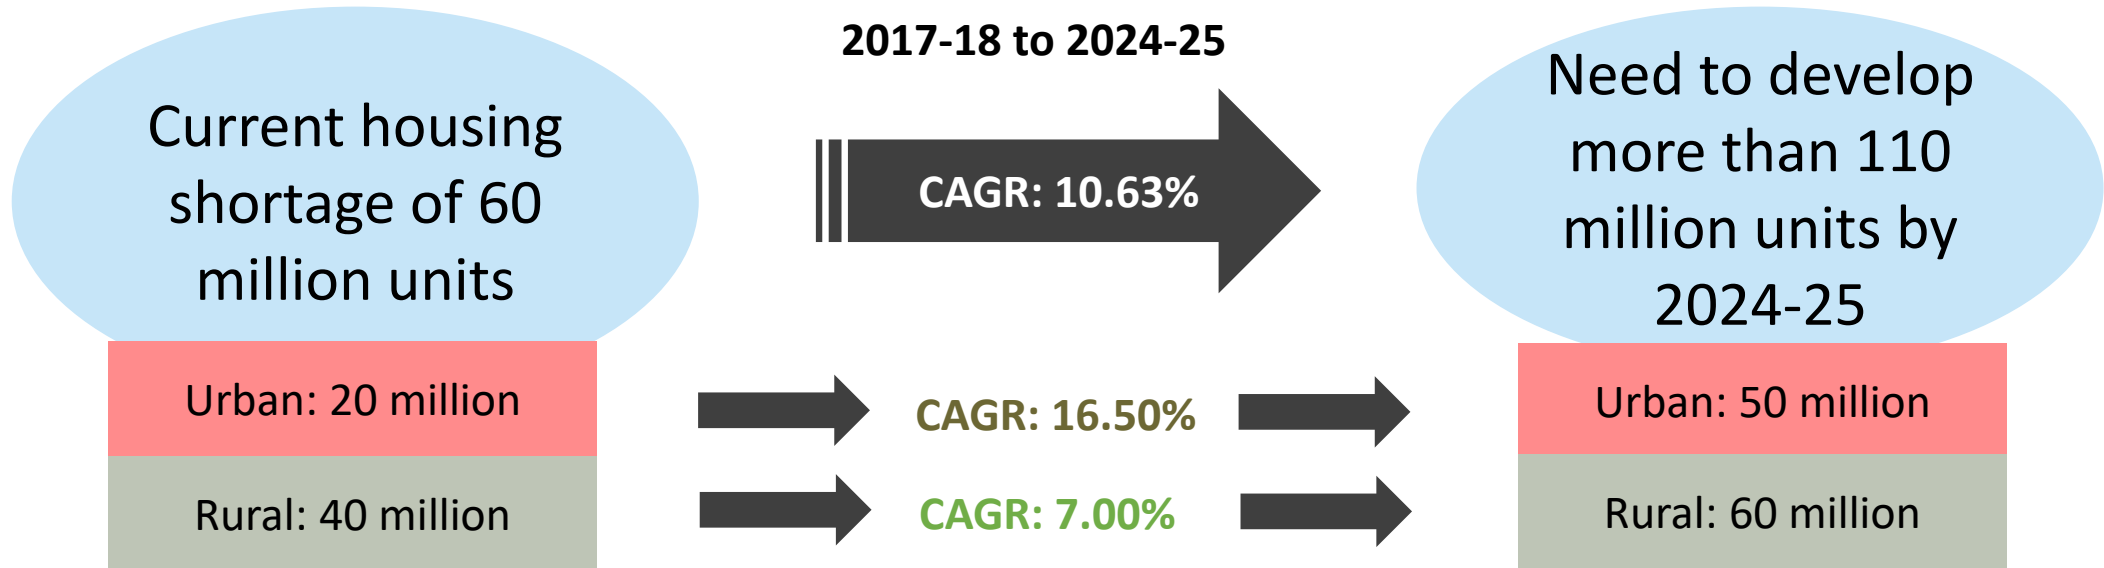 2017-18 to 2024-25
Current housing
shortage of 60
million units
CAGR: 10.63%
Need to develop
more than 110
million units by
2024-25
Urban: 20 million
CAGR: 16.50%
Urban: 50 million
Rural: 40 million
CAGR: 7.00%
Rural: 60 million